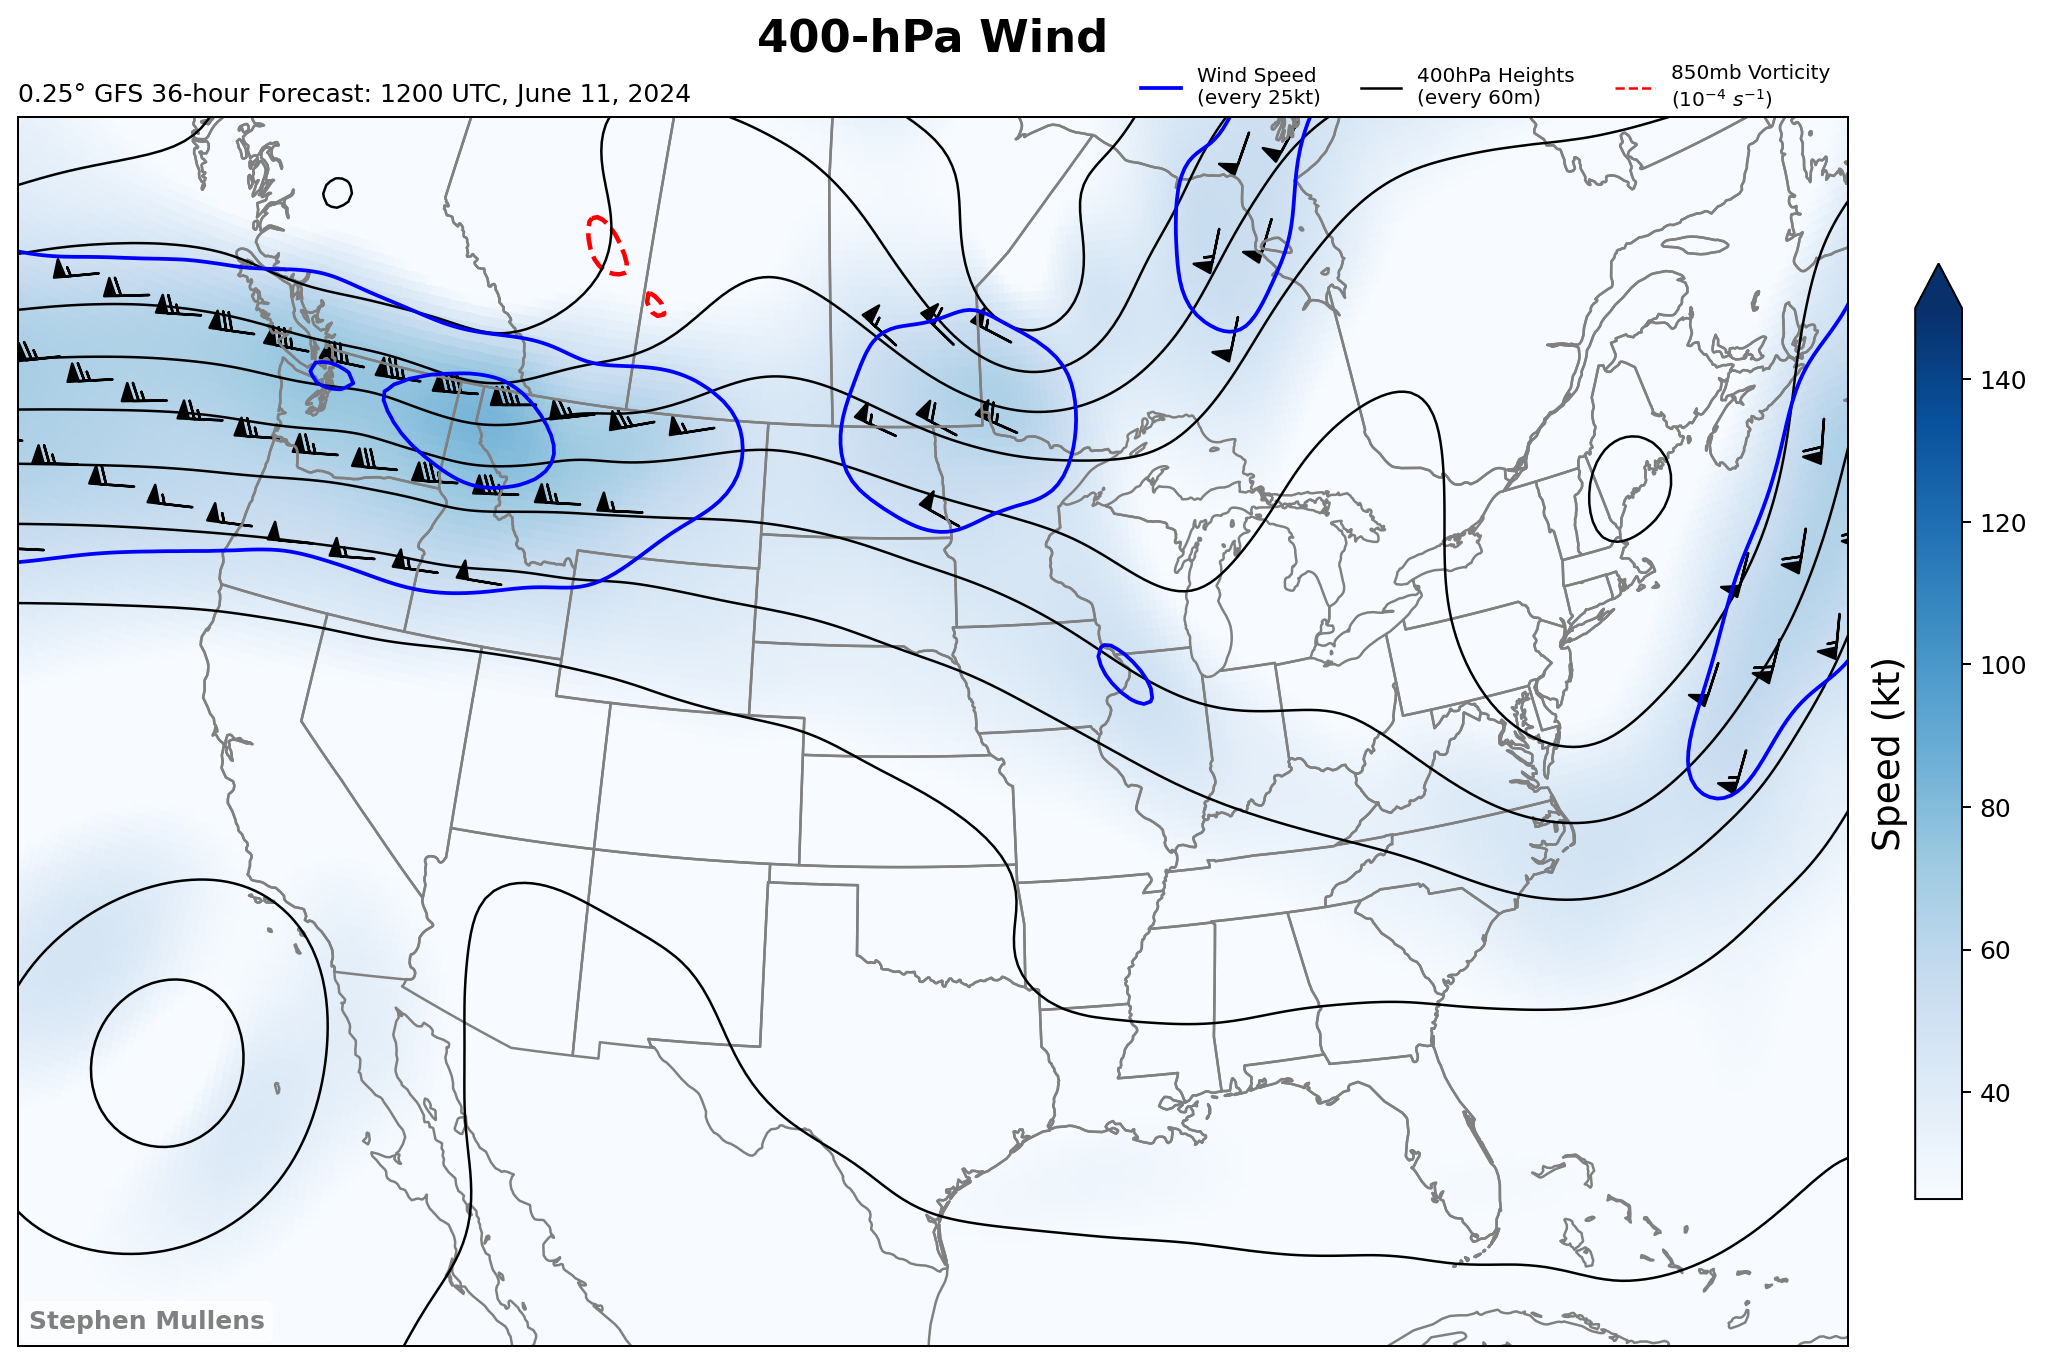 400-hPa Wind
0.25° GFS 36-hour Forecast: 1200 UTC, June 11, 2024
Wind Speed
(every 25kt)
400hPa Heights
(every 60m)
850mb Vorticity
(10⁻⁴ s⁻¹)
140
120
100
80
60
40
Speed (kt)
Stephen Mullens